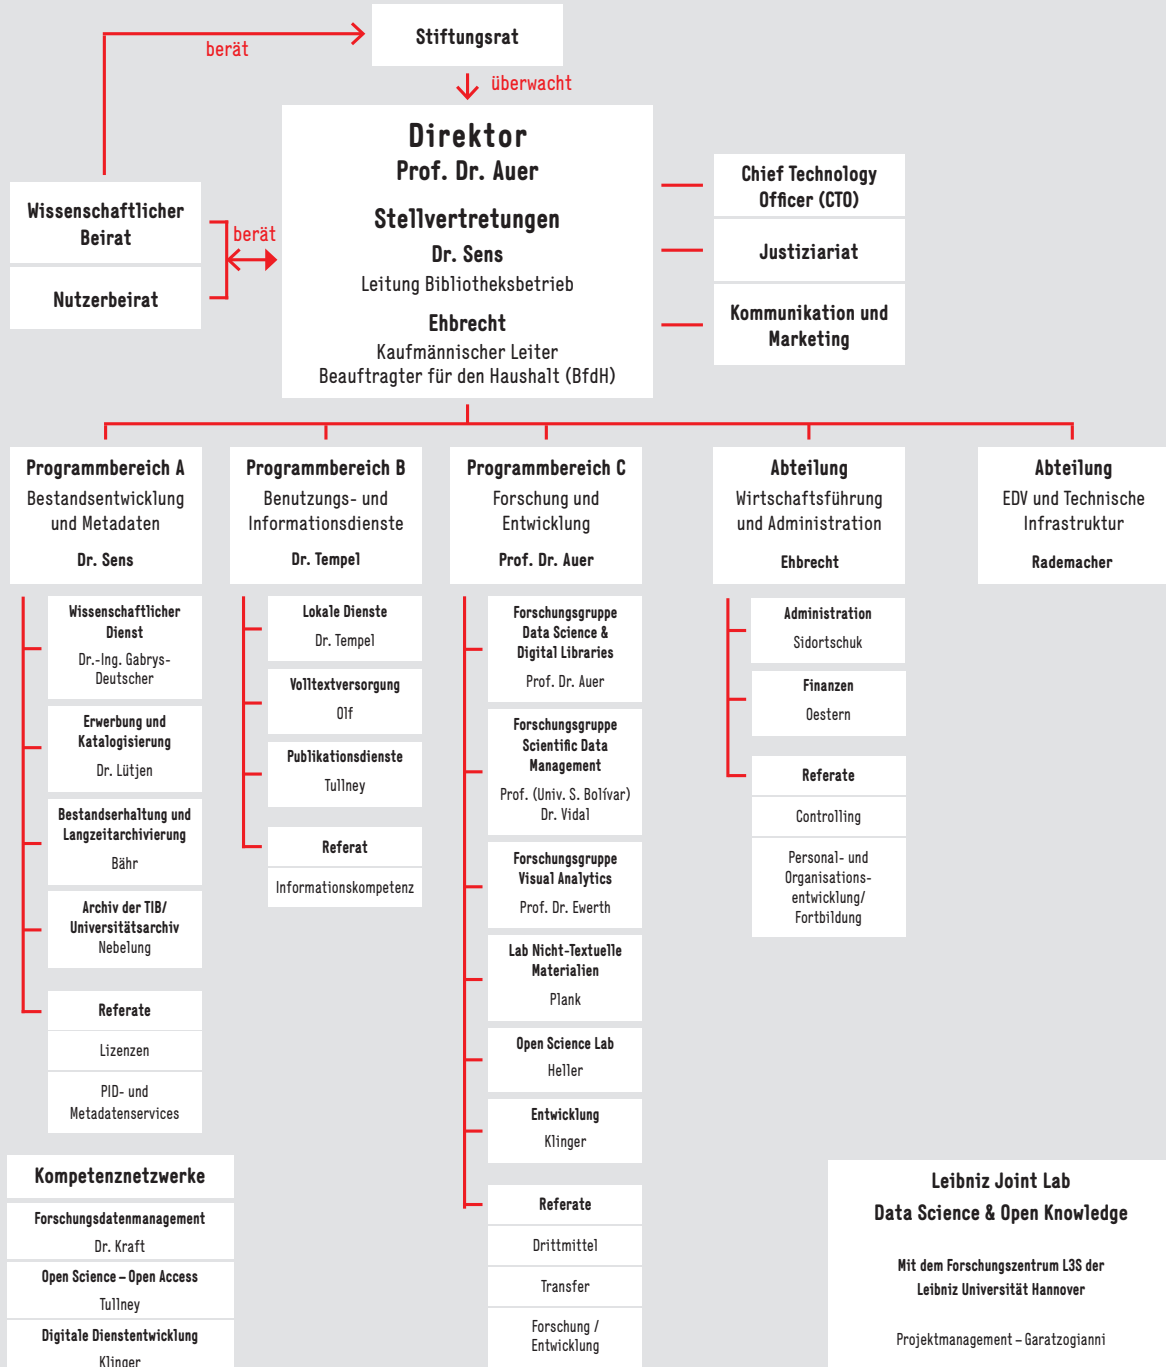 Stiftungsrat
berät
überwacht
Direktor
Prof. Dr. Auer
Stellvertretungen
Dr. Sens
Leitung Bibliotheksbetrieb
Ehbrecht
Kaufmännischer Leiter
Beauftragter für den Haushalt (BfdH)
Wissenschaftlicher
Beirat
Nutzerbeirat
berät
Chief Technology
Officer (CTO)
Justiziariat
Kommunikation und
Marketing
Programmbereich A
Bestandsentwicklung
und Metadaten
Dr. Sens
Wissenschaftlicher
Dienst
Dr.-Ing. Gabrys-
Deutscher
Erwerbung und
Katalogisierung
Dr. Lütjen
Bestandserhaltung und
Langzeitarchivierung
Bähr
Archiv der TIB/
Universitätsarchiv
Nebelung
Referate
Lizenzen
PID- und
Metadatenservices
Programmbereich B
Benutzungs- und
Informationsdienste
Dr. Tempel
Lokale Dienste
Dr. Tempel
Volltextversorgung
Olf
Publikationsdienste
Tullney
Referat
Informationskompetenz
Programmbereich C
Forschung und
Entwicklung
Prof. Dr. Auer
Forschungsgruppe
Data Science &
Digital Libraries
Prof. Dr. Auer
Forschungsgruppe
Scientific Data
Management
Prof. (Univ. S. Bolívar)
Dr. Vidal
Forschungsgruppe
Visual Analytics
Prof. Dr. Ewerth
Lab Nicht-Textuelle
Materialien
Plank
Open Science Lab
Heller
Entwicklung
Klinger
Referate
Drittmittel
Transfer
Forschung /
Entwicklung
Abteilung
Wirtschaftsführung
und Administration
Ehbrecht
Administration
Sidortschuk
Finanzen
Oestern
Referate
Controlling
Personal- und
Organisations-
entwicklung/
Fortbildung
Abteilung
EDV und Technische
Infrastruktur
Rademacher
Kompetenznetzwerke
Forschungsdatenmanagement
Dr. Kraft
Open Science – Open Access
Tullney
Digitale Dienstentwicklung
Klinger
Leibniz Joint Lab
Data Science & Open Knowledge
Mit dem Forschungszentrum L3S der
Leibniz Universität Hannover
Projektmanagement – Garatzogianni